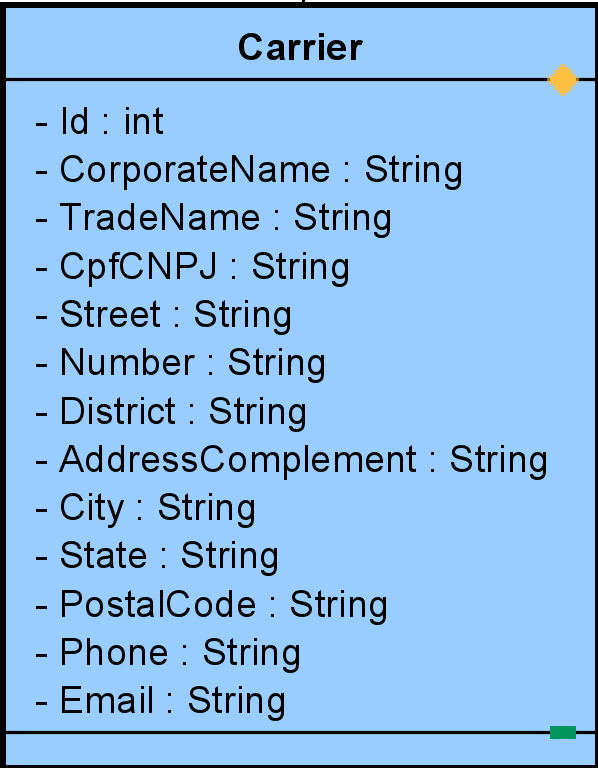 Carrier
- Id : int
- CorporateName : String
- TradeName : String
- CpfCNPJ : String
- Street : String
- Number : String
- District : String
- AddressComplement : String
- City : String
- State : String
- PostalCode : String
- Phone : String
- Email : String